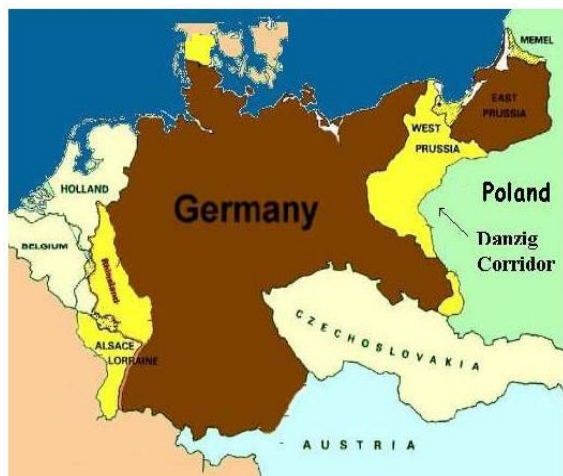 MEMEL
EAST
PRUSSIA
WEST
PRUSSIA
HOLLAND
Poland
Germany
Danzig
Corridor
BELGIUM
Rhineland
CZECHOSLOVAKIA
ALSACE
LORRAINE
AUSTRIA